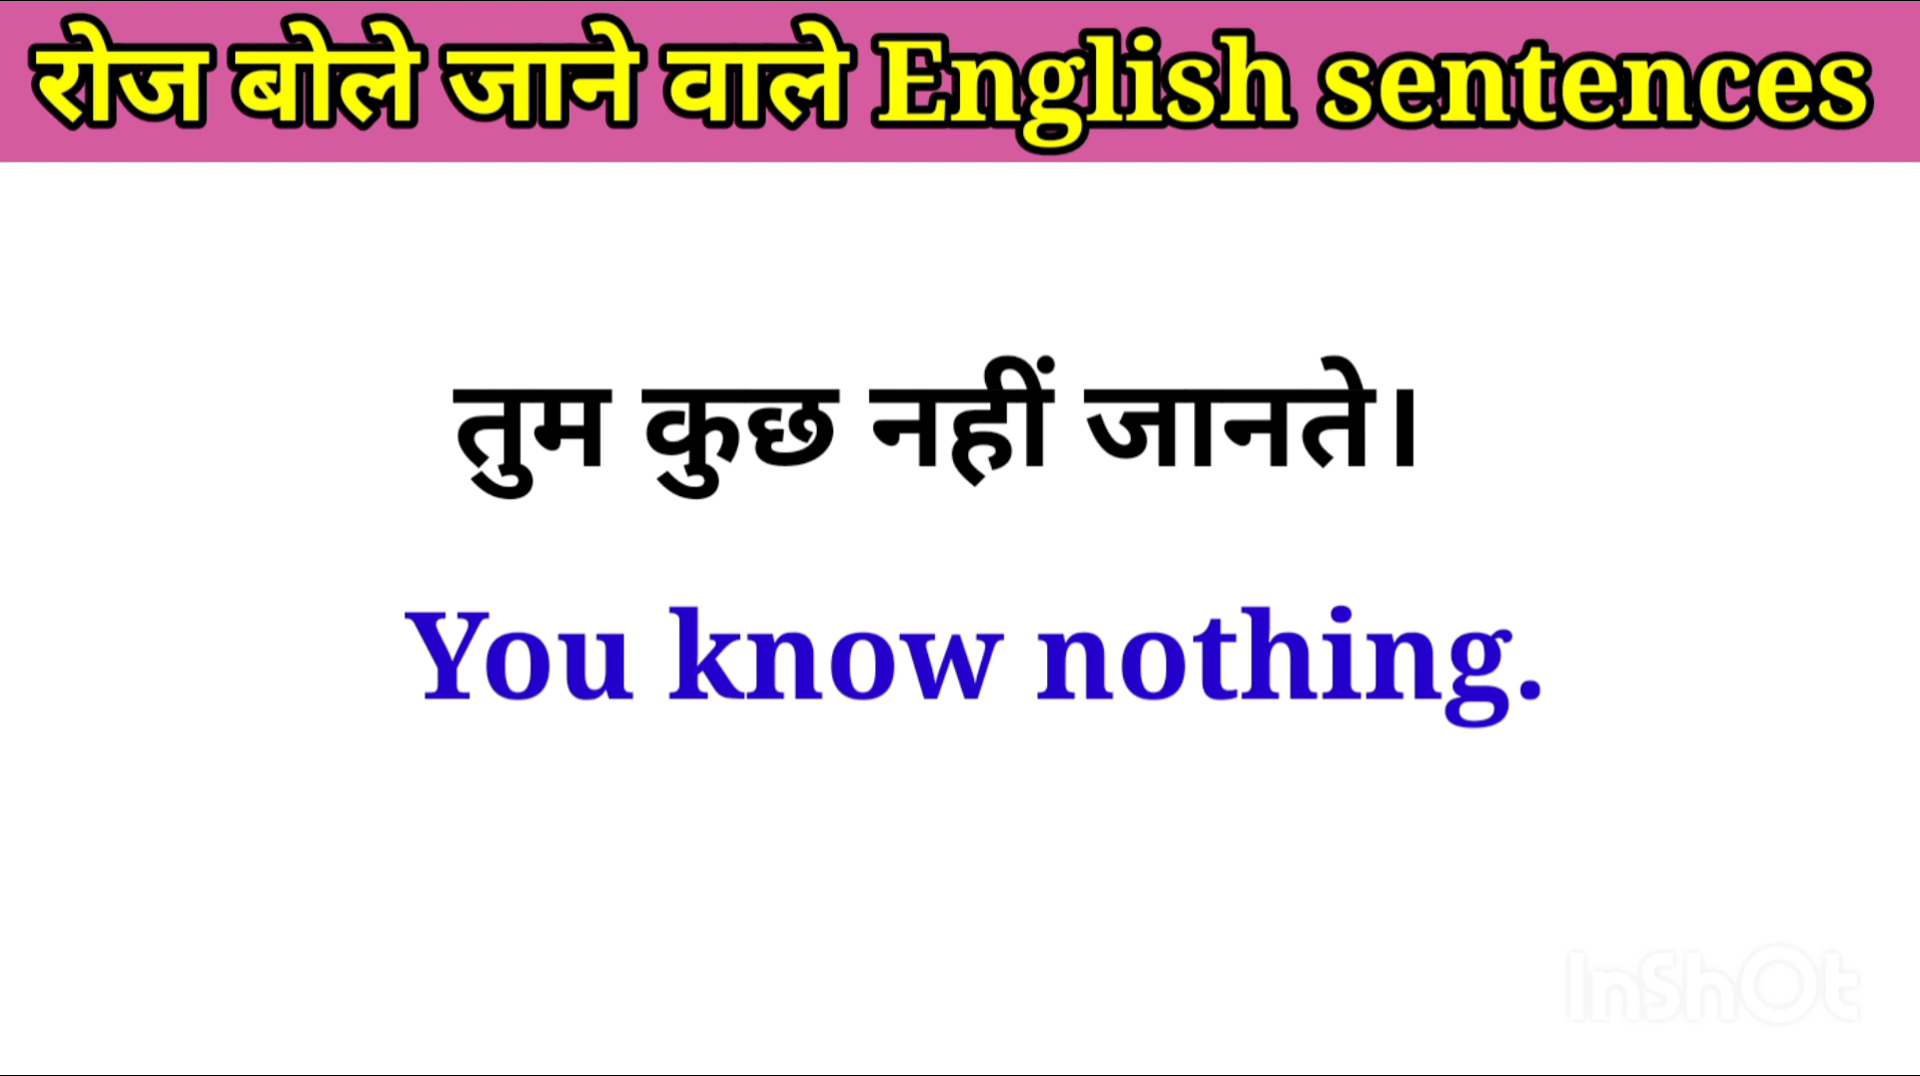 रोज बोले जाने वाले English sentences
तुम कुछ नहीं जानते।
You know nothing.
InShOt